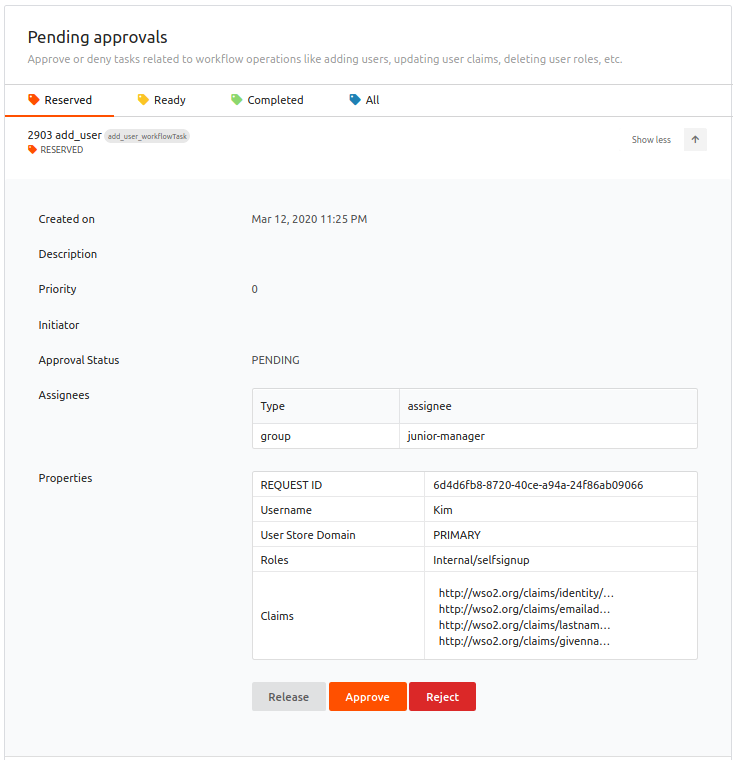 Pending approvals
Approve or deny tasks related to workflow operations like adding users, updating user claims, deleting user roles, etc.
Reserved Ready Completed All
2903 add_user add_user_workflowTask
Show less
RESERVED
Created on Mar 12, 2020 11:25 PM
Description
Priority 0
Initiator
Approval Status PENDING
Assignees
Type assignee
group junior-manager
Properties
REQUEST ID 6d4d6fb8-8720-40ce-a94a-24f86ab09066
Username Kim
User Store Domain PRIMARY
Roles Internal/selfsignup
Claims
http://wso2.org/claims/identity/...
http://wso2.org/claims/emailad...
http://wso2.org/claims/lastnam...
http://wso2.org/claims/givenna...
Release Approve Reject